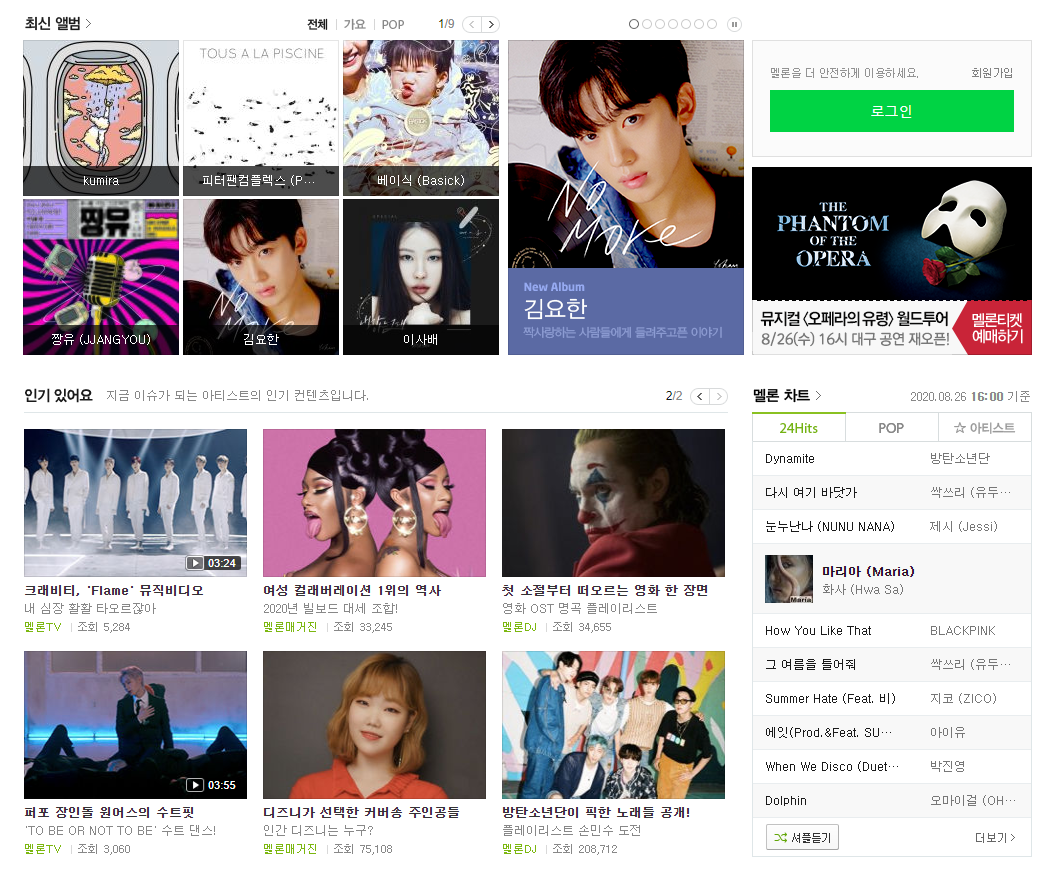 최신 앨범
전체 가요 POP 1/9
TOUS A LA PISCINE
kumira
피터팬컴플렉스 (P...
BASICK
베이식 (Basick)
짱유
짱유 (JJANGYOU)
No More
김요한
SPECIAL
이사배
No More
Yohan
New Album
김요한
짝사랑하는 사람들에게 들려주고픈 이야기
멜론을 더 안전하게 이용하세요. 회원가입
로그인
THE
PHANTOM
OF THE
OPERA
뮤지컬 <오페라의 유령> 월드투어
8/26(수) 16시 대구 공연 재오픈!
멜론티켓
예매하기
인기 있어요 지금 이슈가 되는 아티스트의 인기 컨텐츠입니다. 2/2
03:24
크래비티, 'Flame' 뮤직비디오
내 심장 활활 타오르잖아
멜론TV 조회 5,284
여성 컬래버레이션 1위의 역사
2020년 빌보드 대세 조합!
멜론매거진 조회 33,245
첫 소절부터 떠오르는 영화 한 장면
영화 OST 명곡 플레이리스트
멜론DJ 조회 34,655
03:55
퍼포 장인돌 원어스의 수트핏
'TO BE OR NOT TO BE' 수트 댄스!
멜론TV 조회 3,060
디즈니가 선택한 커버송 주인공들
인간 디즈니는 누구?
멜론매거진 조회 75,108
방탄소년단이 픽한 노래들 공개!
플레이리스트 손민수 도전
멜론DJ 조회 208,712
멜론 차트 2020.08.26 16:00 기준
24Hits POP ☆ 아티스트
Dynamite 방탄소년단
다시 여기 바닷가 싹쓰리 (유두...
눈누난나 (NUNU NANA) 제시 (Jessi)
Maria
마리아 (Maria)
화사 (Hwa Sa)
How You Like That BLACKPINK
그 여름을 틀어줘 싹쓰리 (유두...
Summer Hate (Feat. 비) 지코 (ZICO)
에잇(Prod.&Feat. SU... 아이유
When We Disco (Duet... 박진영
Dolphin 오마이걸 (OH...
셔플듣기 더보기